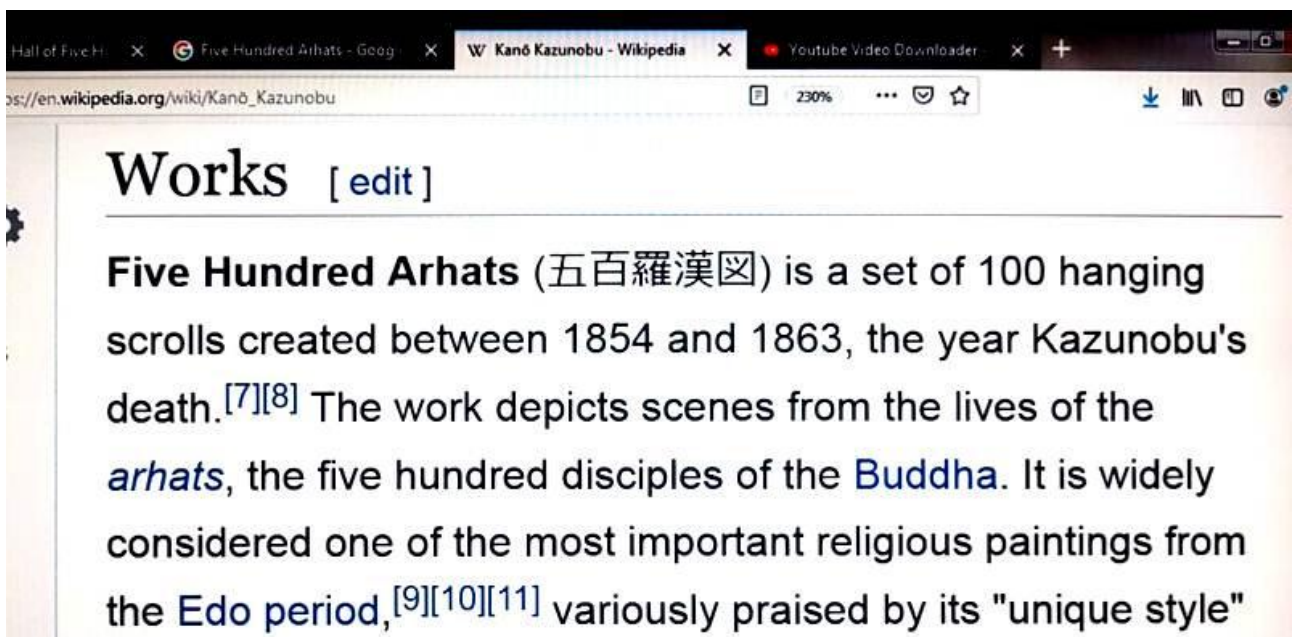 Hall of Five H
Five Hundred Arhats - Goog
Kanō Kazunobu - Wikipedia
Youtube Video Downloader
os://en.wikipedia.org/wiki/Kanō_Kazunobu
230%
Works [ edit ]
Five Hundred Arhats (五百羅漢図) is a set of 100 hanging
scrolls created between 1854 and 1863, the year Kazunobu's
death.[7][8] The work depicts scenes from the lives of the
arhats, the five hundred disciples of the Buddha. It is widely
considered one of the most important religious paintings from
the Edo period,[9][10][11] variously praised by its "unique style"